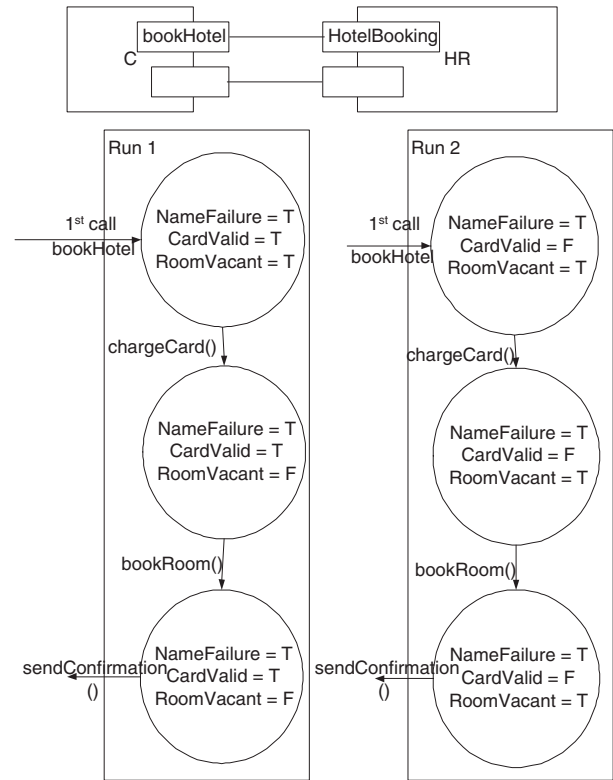 bookHotel
HotelBooking
C
HR
Run 1
NameFailure = T
CardValid = T
RoomVacant = T
1st call
bookHotel
chargeCard()
NameFailure = T
CardValid = T
RoomVacant = F
bookRoom()
NameFailure = T
CardValid = T
RoomVacant = F
sendConfirmation
()
Run 2
NameFailure = T
CardValid = F
RoomVacant = T
1st call
bookHotel
chargeCard()
NameFailure = T
CardValid = F
RoomVacant = T
bookRoom()
NameFailure = T
CardValid = F
RoomVacant = T
sendConfirmation
()